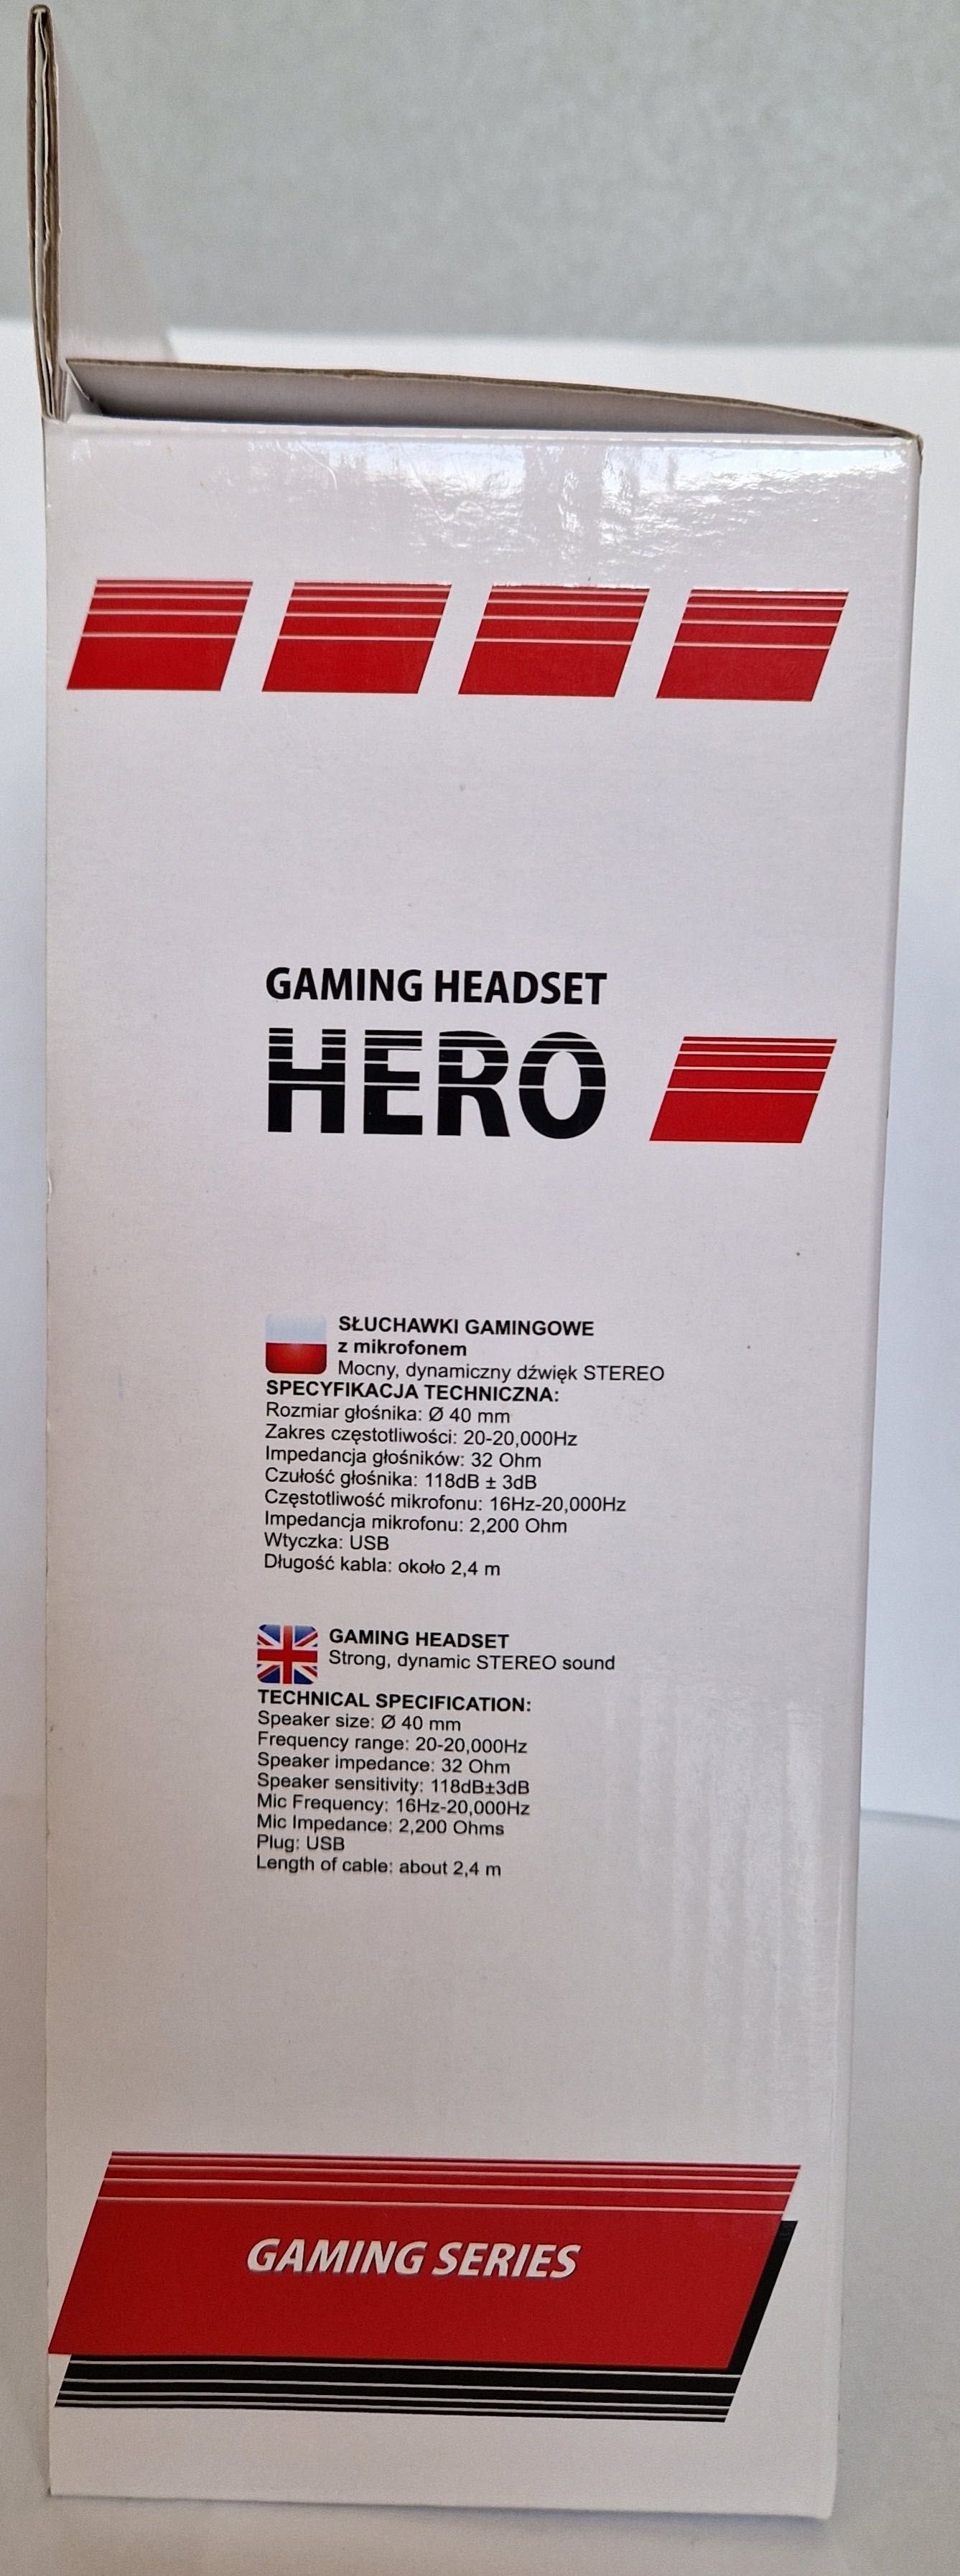 GAMING HEADSET
HERO
SŁUCHAWKI GAMINGOWE
z mikrofonem
Mocny, dynamiczny dźwięk STEREO
SPECYFIKACJA TECHNICZNA:
Rozmiar głośnika: Ø 40 mm
Zakres częstotliwości: 20-20,000Hz
Impedancja głośników: 32 Ohm
Czułość głośnika: 118dB ± 3dB
Częstotliwość mikrofonu: 16Hz-20,000Hz
Impedancja mikrofonu: 2,200 Ohm
Wtyczka: USB
Długość kabla: około 2,4 m
GAMING HEADSET
Strong, dynamic STEREO sound
TECHNICAL SPECIFICATION:
Speaker size: Ø 40 mm
Frequency range: 20-20,000Hz
Speaker impedance: 32 Ohm
Speaker sensitivity: 118dB±3dB
Mic Frequency: 16Hz-20,000Hz
Mic Impedance: 2,200 Ohms
Plug: USB
Length of cable: about 2,4 m
GAMING SERIES